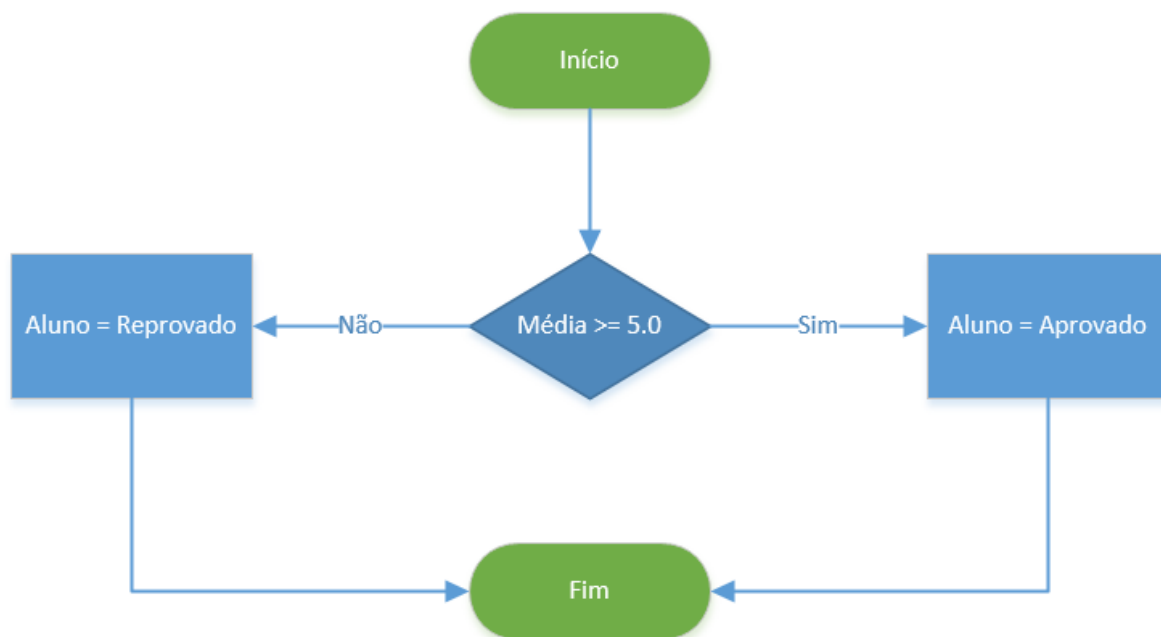 Início
Aluno = Reprovado
Não
Média >= 5.0
Sim
Aluno = Aprovado
Fim